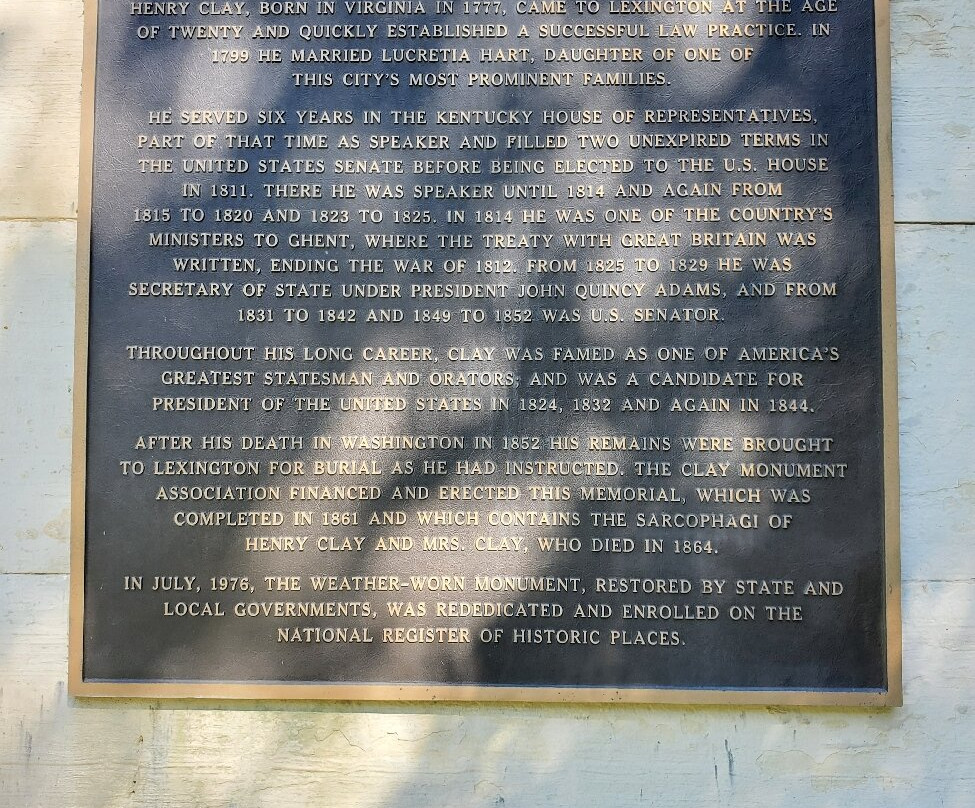 HENRY CLAY, BORN IN VIRGINIA IN 1777, CAME TO LEXINGTON AT THE AGE
OF TWENTY AND QUICKLY ESTABLISHED A SUCCESSFUL LAW PRACTICE. IN
1799 HE MARRIED LUCRETIA HART, DAUGHTER OF ONE OF
THIS CITY'S MOST PROMINENT FAMILIES.
HE SERVED SIX YEARS IN THE KENTUCKY HOUSE OF REPRESENTATIVES,
PART OF THAT TIME AS SPEAKER AND FILLED TWO UNEXPIRED TERMS IN
THE UNITED STATES SENATE BEFORE BEING ELECTED TO THE U.S. HOUSE
IN 1811. THERE HE WAS SPEAKER UNTIL 1814 AND AGAIN FROM
1815 TO 1820 AND 1823 TO 1825. IN 1814 HE WAS ONE OF THE COUNTRY'S
MINISTERS TO GHENT, WHERE THE TREATY WITH GREAT BRITAIN WAS
WRITTEN, ENDING THE WAR OF 1812. FROM 1825 TO 1829 HE WAS
SECRETARY OF STATE UNDER PRESIDENT JOHN QUINCY ADAMS, AND FROM
1831 TO 1842 AND 1849 TO 1852 WAS U.S. SENATOR.
THROUGHOUT HIS LONG CAREER, CLAY WAS FAMED AS ONE OF AMERICA'S
GREATEST STATESMAN AND ORATORS, AND WAS A CANDIDATE FOR
PRESIDENT OF THE UNITED STATES IN 1824, 1832 AND AGAIN IN 1844.
AFTER HIS DEATH IN WASHINGTON IN 1852 HIS REMAINS WERE BROUGHT
TO LEXINGTON FOR BURIAL AS HE HAD INSTRUCTED. THE CLAY MONUMENT
ASSOCIATION FINANCED AND ERECTED THIS MEMORIAL, WHICH WAS
COMPLETED IN 1861 AND WHICH CONTAINS THE SARCOPHAGI OF
HENRY CLAY AND MRS. CLAY, WHO DIED IN 1864.
IN JULY, 1976, THE WEATHER-WORN MONUMENT, RESTORED BY STATE AND
LOCAL GOVERNMENTS, WAS REDEDICATED AND ENROLLED ON THE
NATIONAL REGISTER OF HISTORIC PLACES.